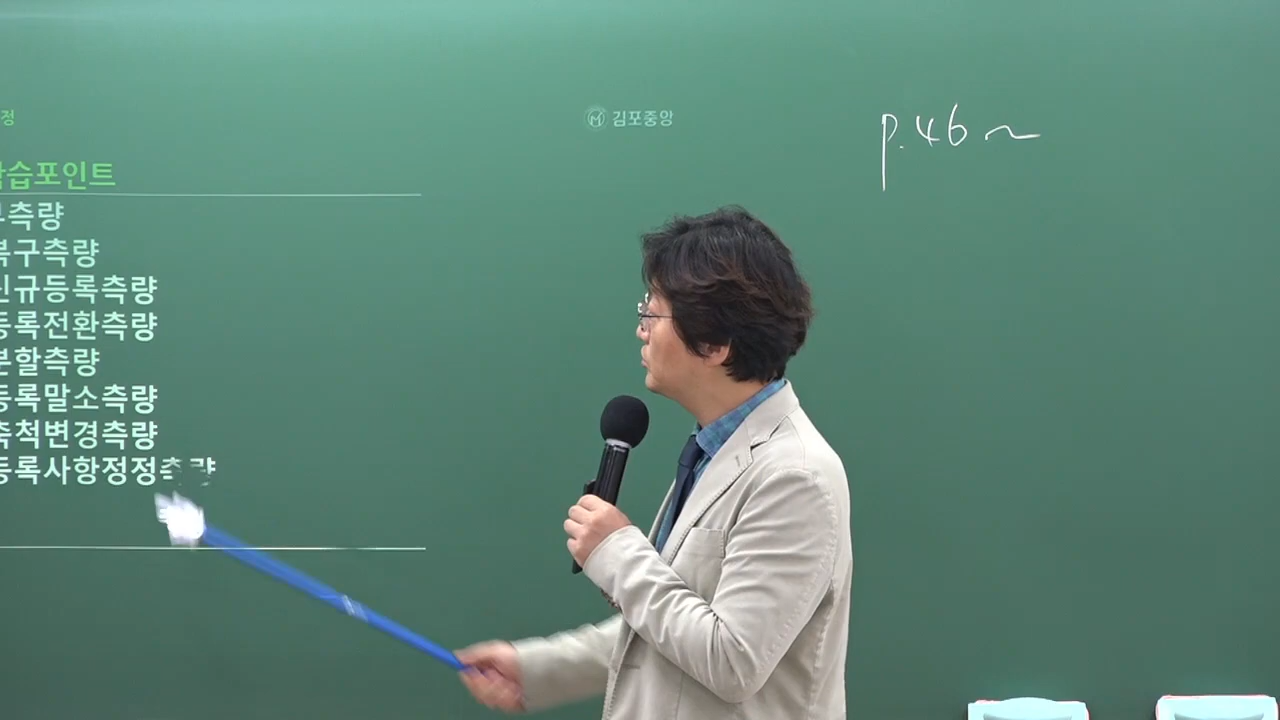 정
김포중앙
p.46~
습포인트
측량
복구측량
신규등록측량
등록전환측량
분할측량
등록말소측량
축척변경측량
등록사항정정측량